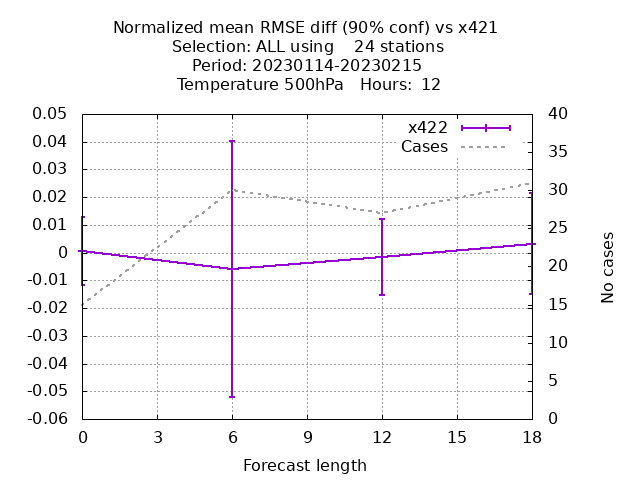 Normalized mean RMSE diff (90% conf) vs x421
Selection: ALL using    24 stations
Period: 20230114-20230215
Temperature 500hPa   Hours:  12
x422
Cases
0.05
0.04
0.03
0.02
0.01
0
-0.01
-0.02
-0.03
-0.04
-0.05
-0.06
40
35
30
25
20
15
10
5
0
No cases
0 3 6 9 12 15 18
Forecast length